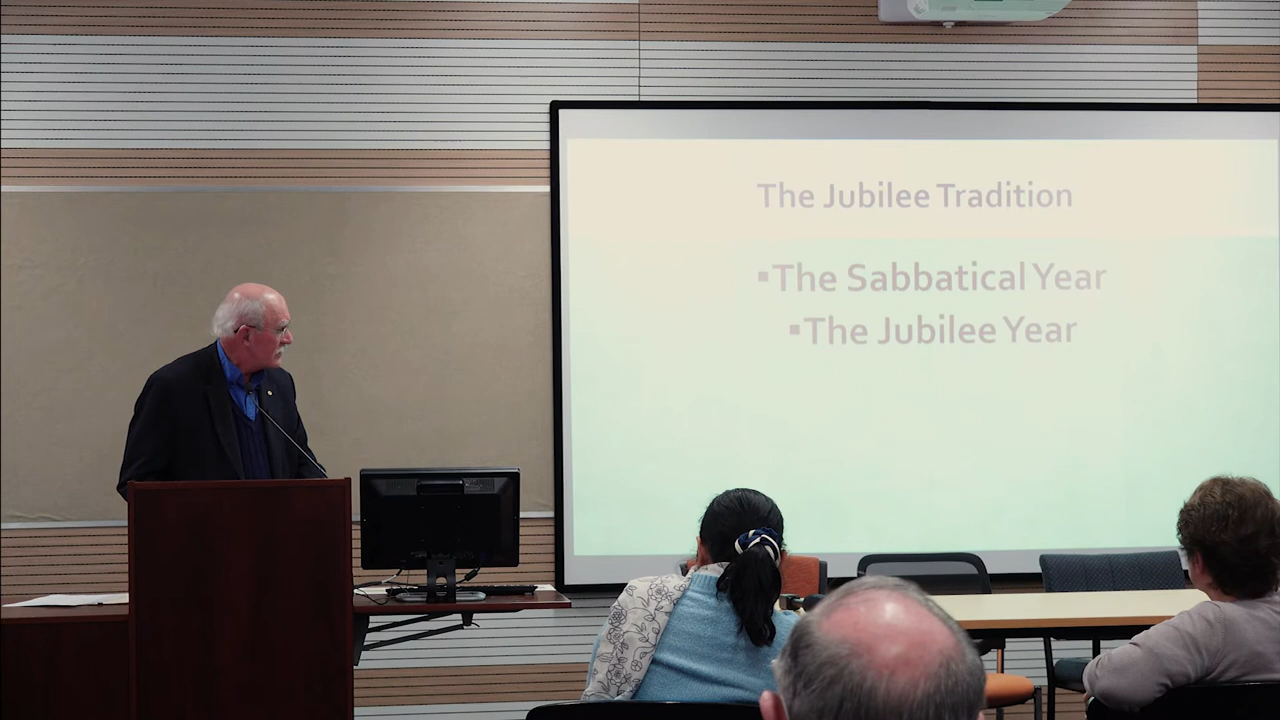 The Jubilee Tradition
▪The Sabbatical Year
▪The Jubilee Year